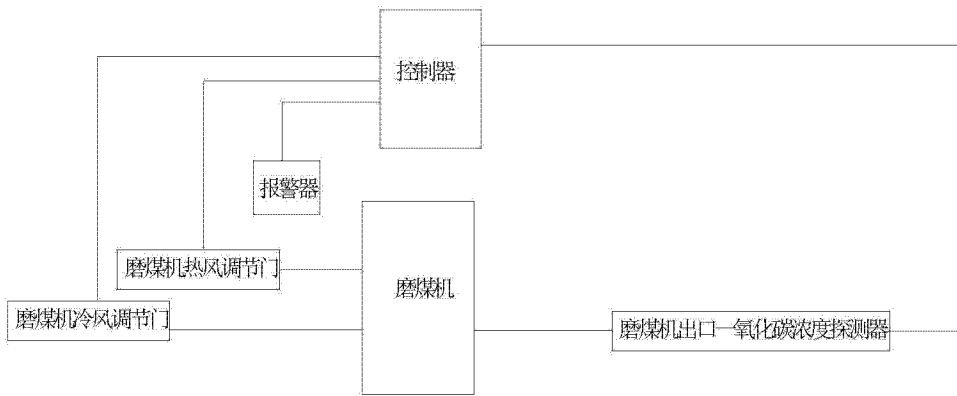 控制器
报警器
磨煤机热风调节门
磨煤机
磨煤机冷风调节门
磨煤机出口一氧化碳浓度探测器